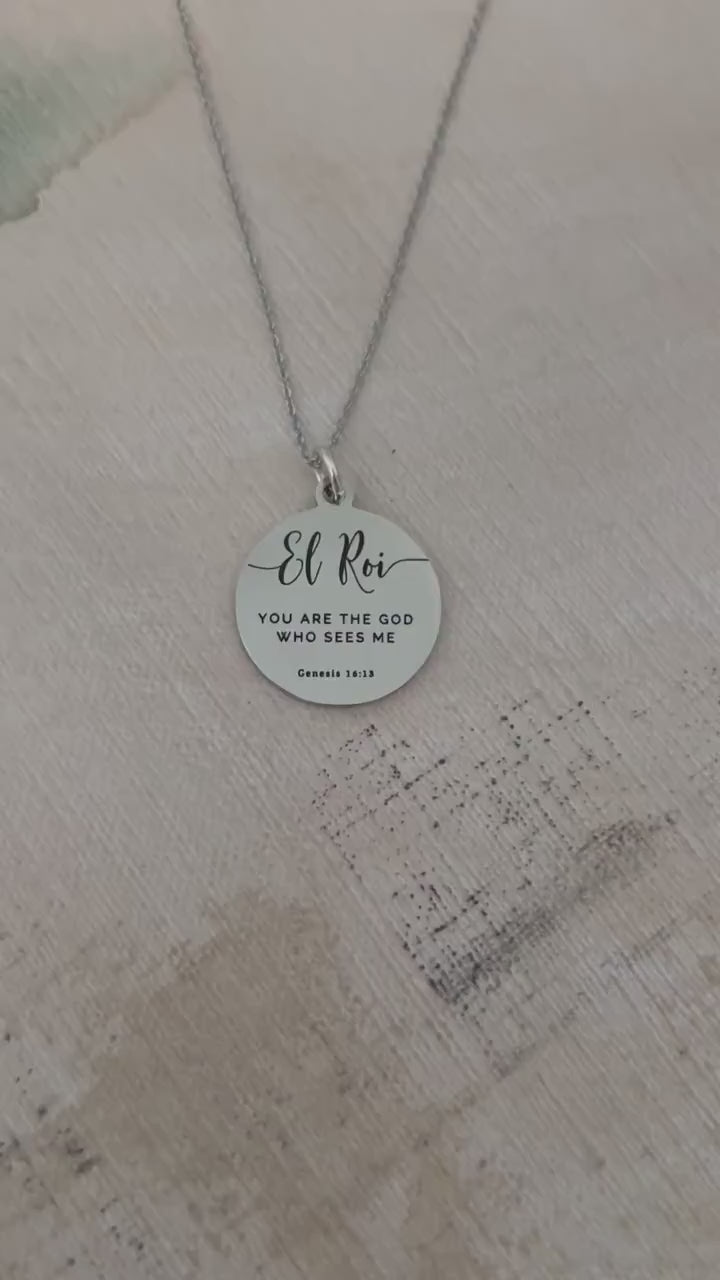 El Roi
YOU ARE THE GOD
WHO SEES ME
Genesis 16:13